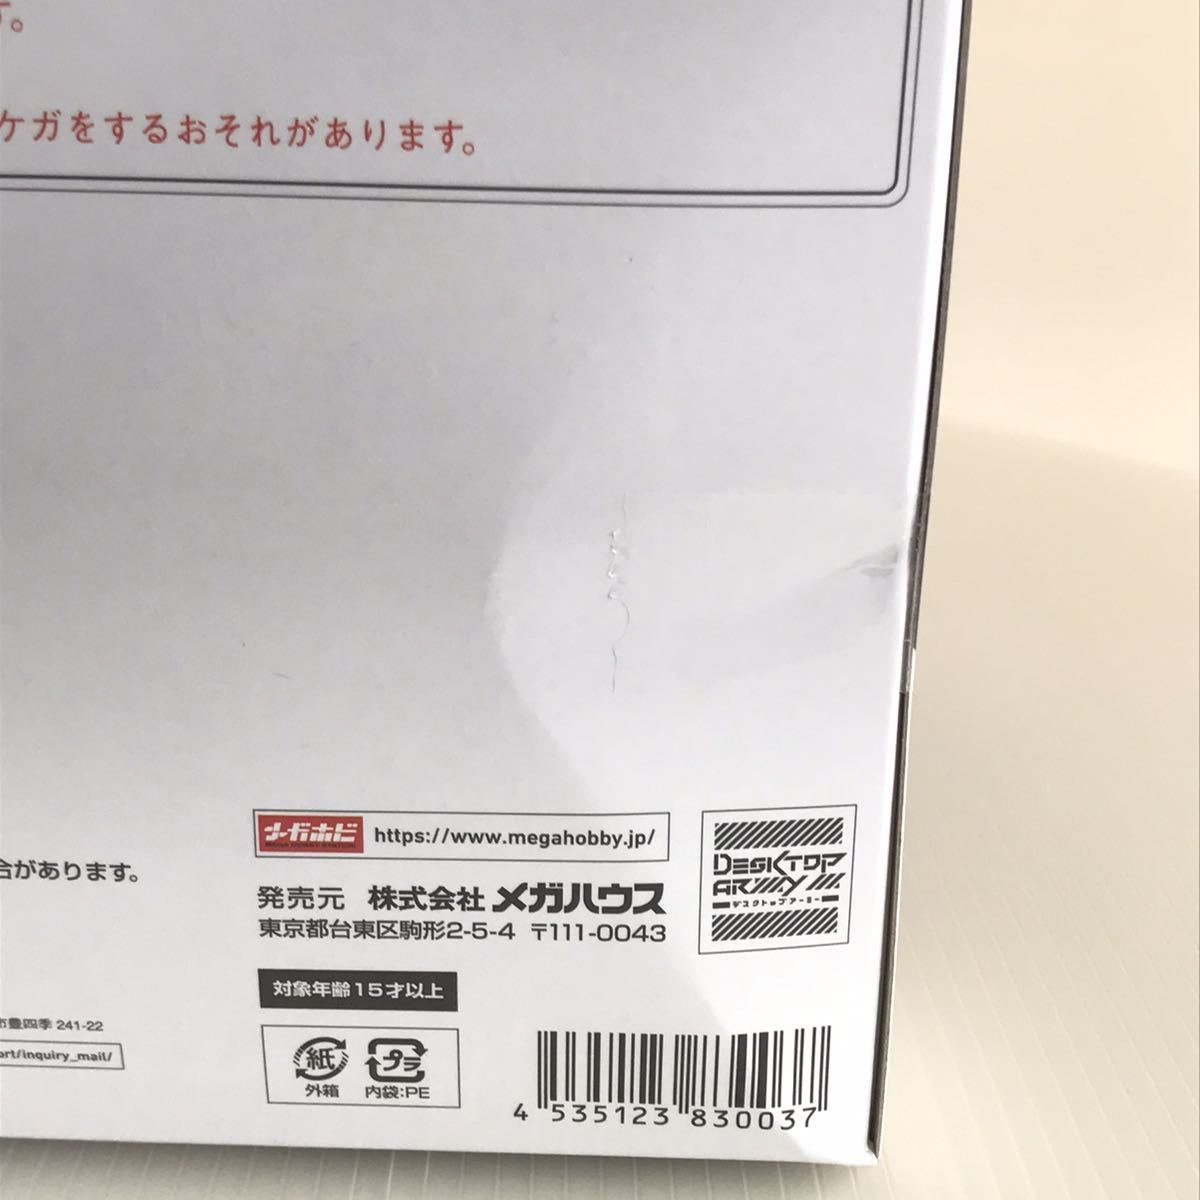 す。
ケガをするおそれがあります。
合があります。
市豊四季 241-22
ort/inquiry_mail/
メガホビ
MEGA HOBBY STATION
https://www.megahobby.jp/
発売元 株式会社 メガハウス
東京都台東区駒形2-5-4 〒111-0043
対象年齢15才以上
紙
外箱
プラ
内袋:PE
DESKTOP
ARMY
デスクトップアーミー
4 535123 830037